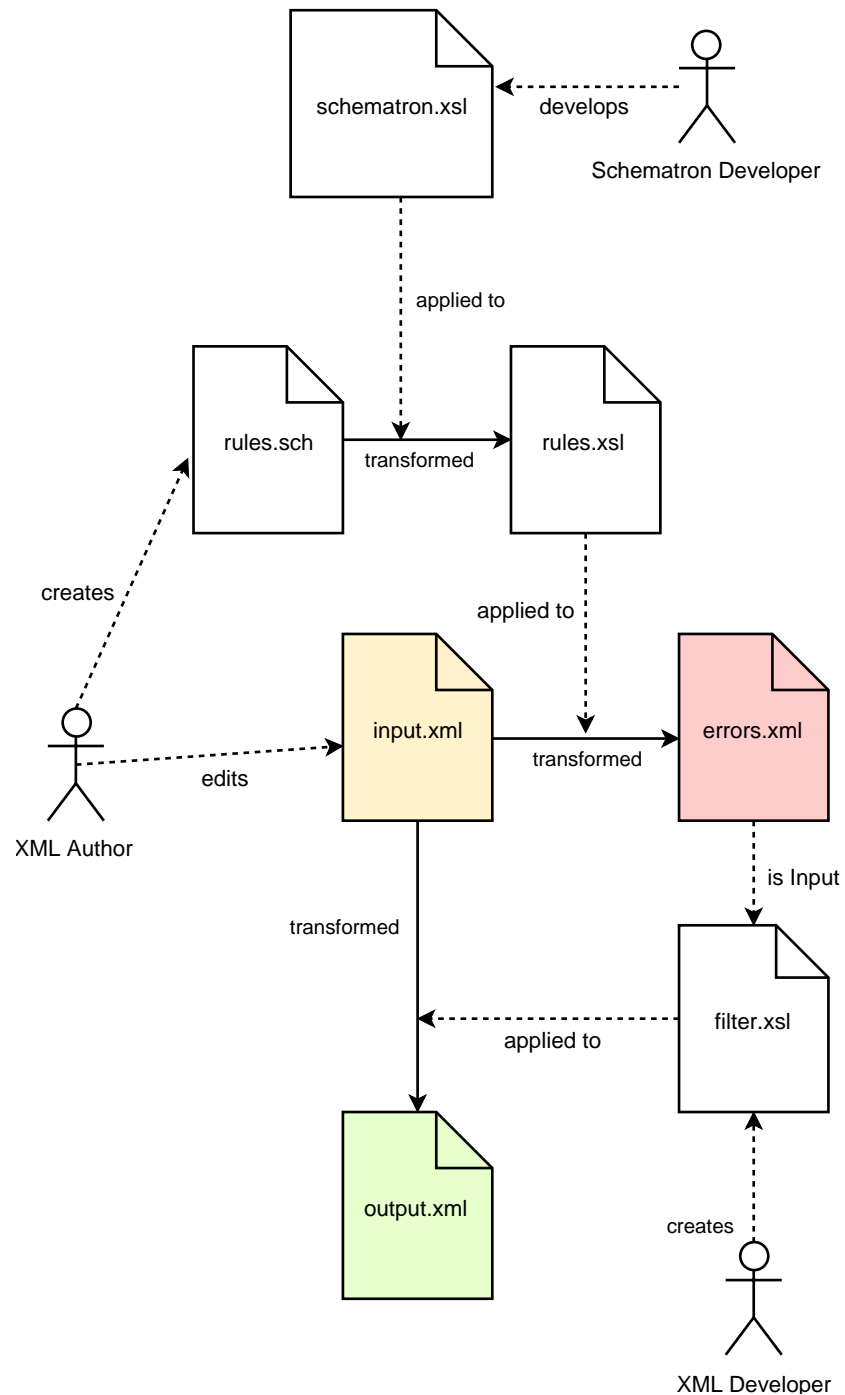 schematron.xsl
develops
Schematron Developer
applied to
rules.sch
transformed
rules.xsl
creates
applied to
input.xml
transformed
errors.xml
edits
XML Author
is Input
transformed
filter.xsl
applied to
output.xml
creates
XML Developer